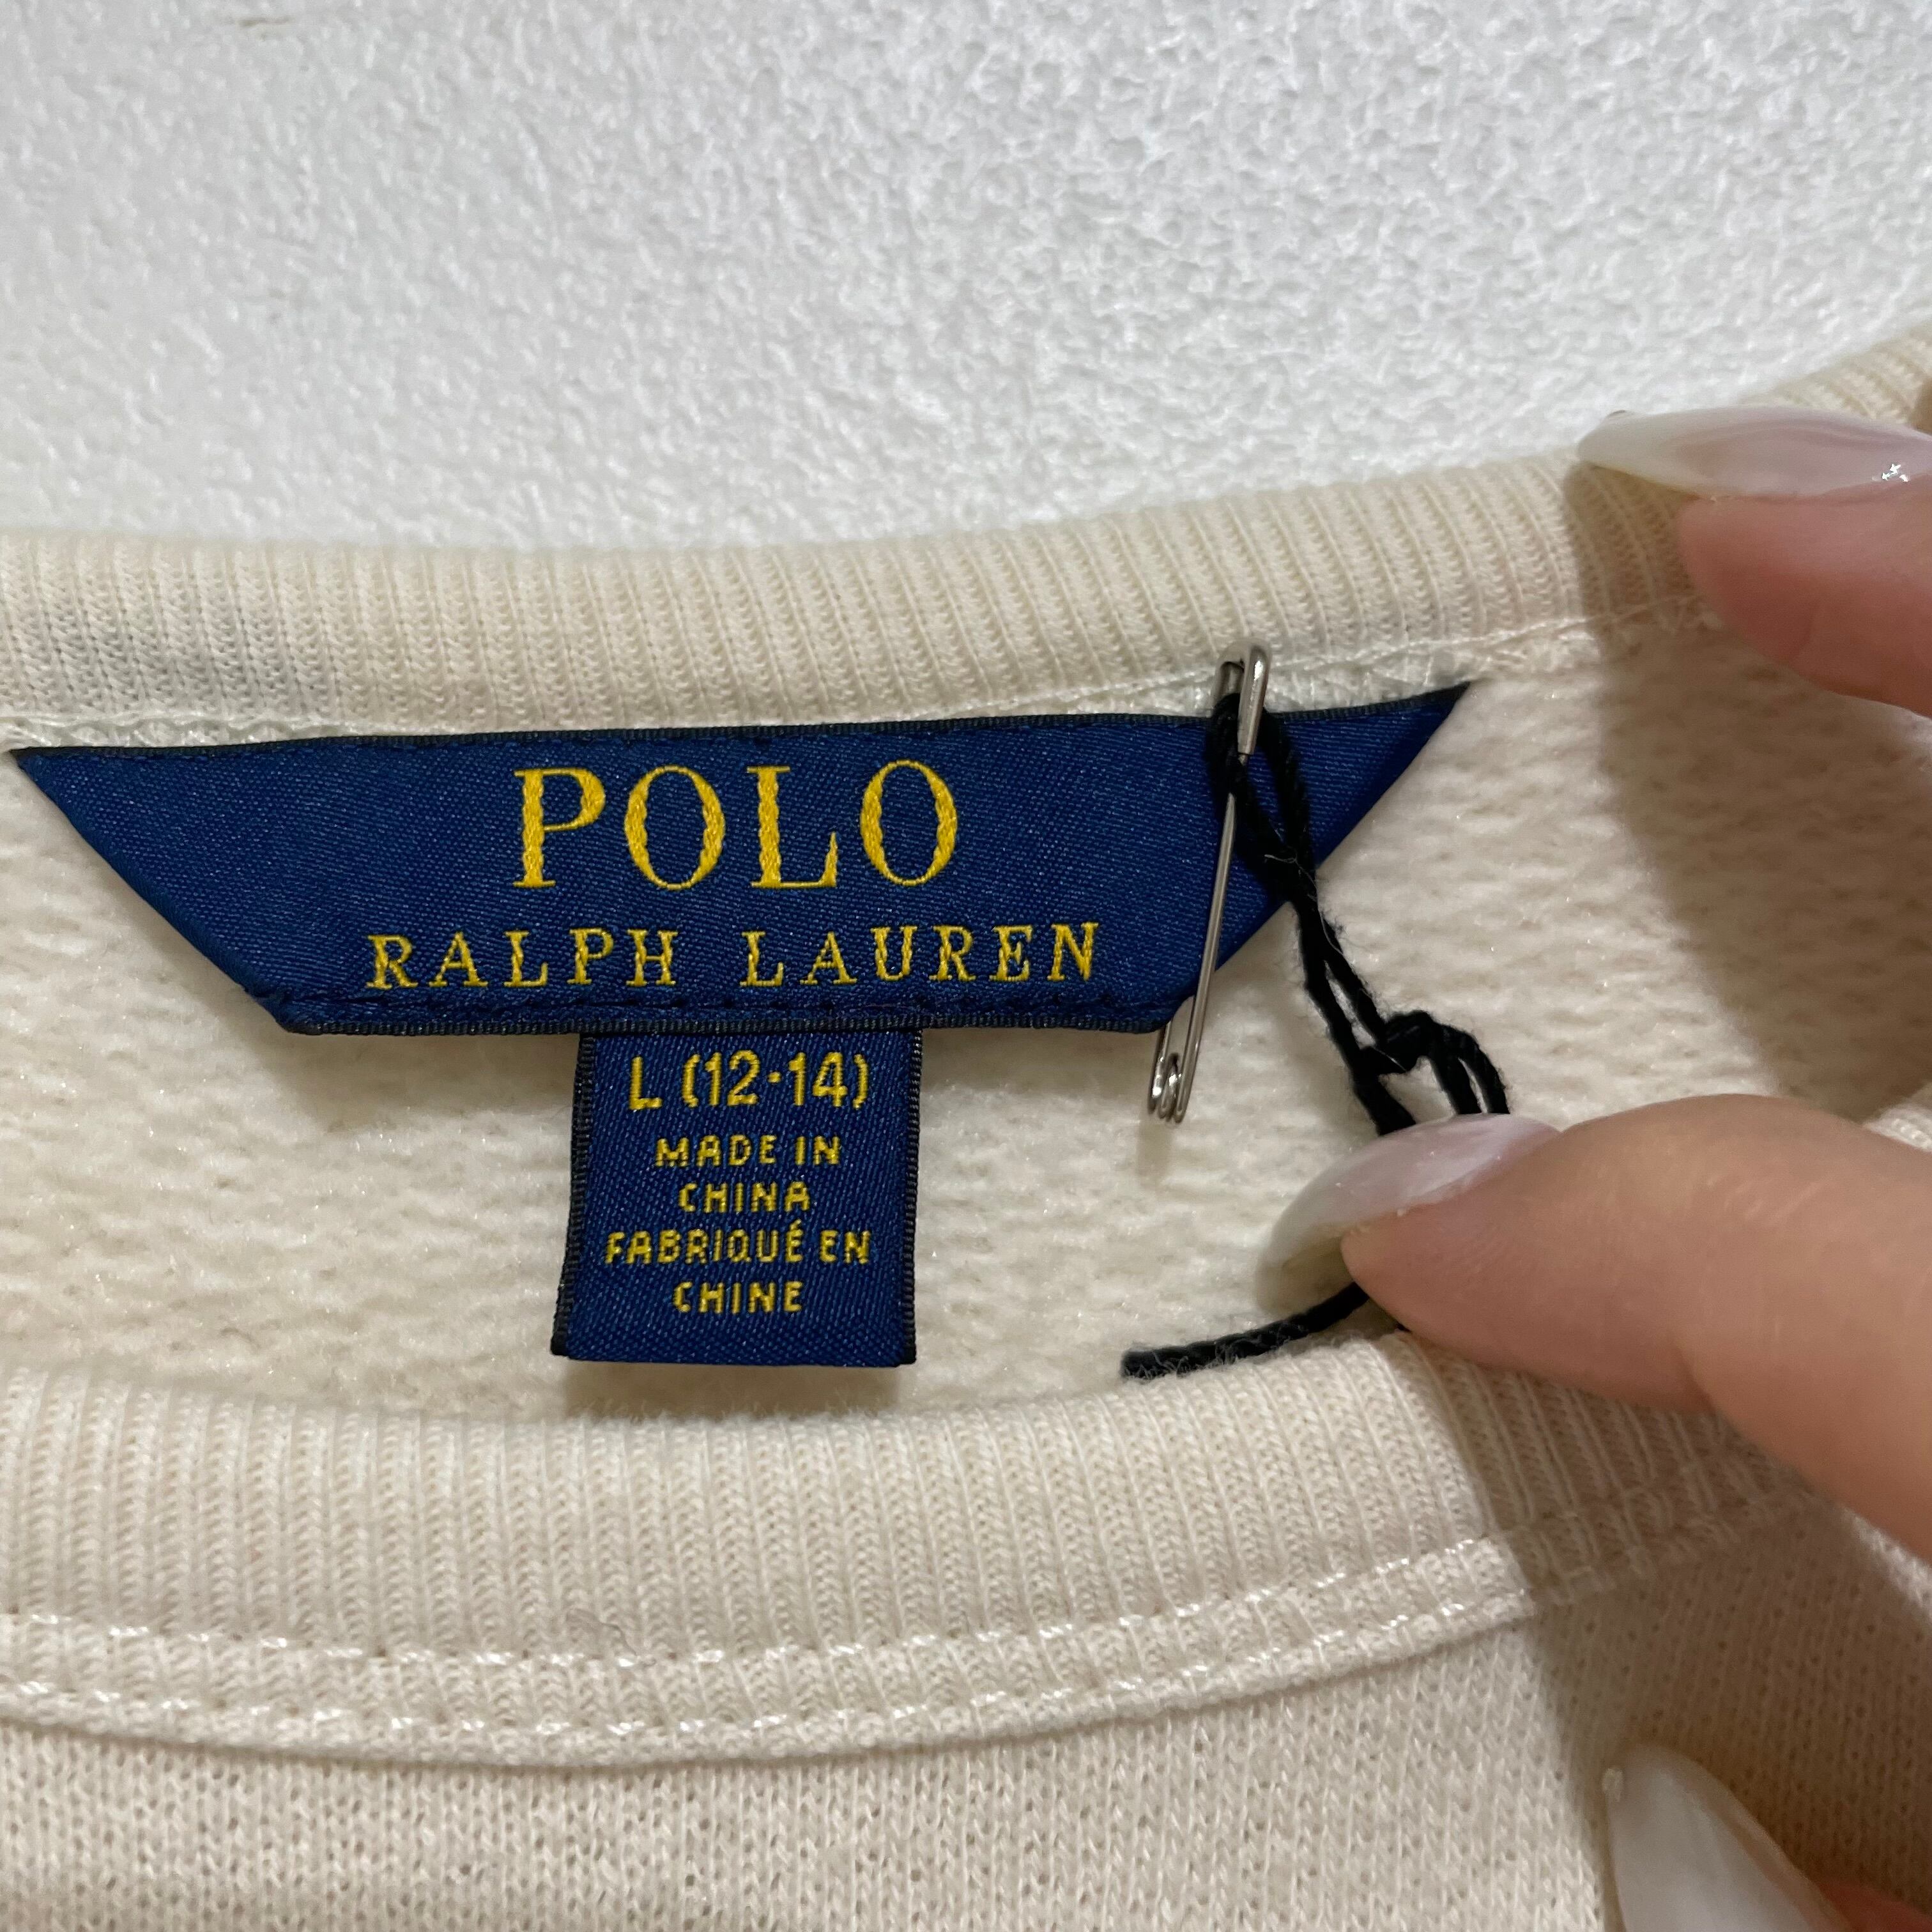 POLO
RALPH LAUREN
L (12·14)
MADE IN
CHINA
FABRIQUÉ EN
CHINE